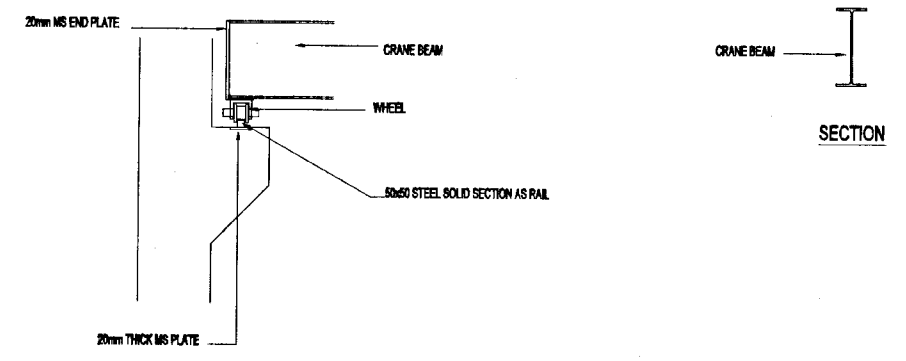 20mm MS END PLATE
CRANE BEAM
CRANE BEAM
WHEEL
SECTION
50x50 STEEL SOLID SECTION AS RAIL
20mm THICK MS PLATE